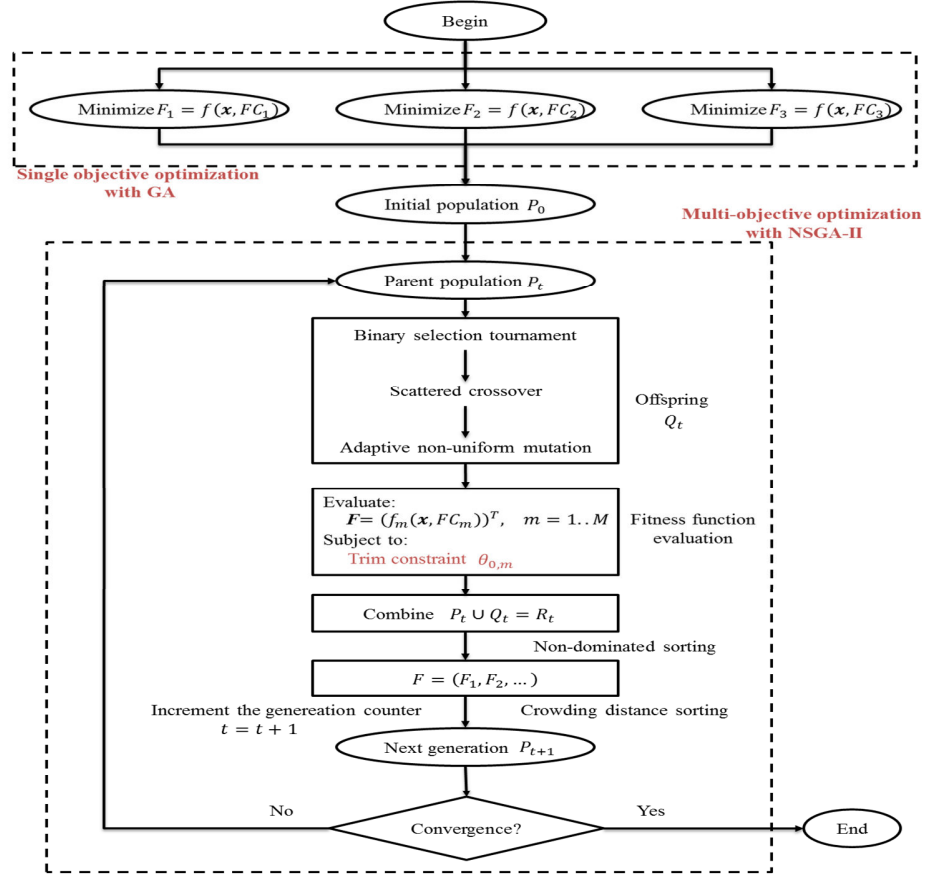 Begin
Minimize F₁ = f(x, FC₁)
Minimize F₂ = f(x, FC₂)
Minimize F₃ = f(x, FC₃)
Single objective optimization
with GA
Initial population P₀
Multi-objective optimization
with NSGA-II
Parent population Pₜ
Binary selection tournament
Scattered crossover
Adaptive non-uniform mutation
Offspring
Qₜ
Evaluate:
F= (fₘ(x, FCₘ))ᵀ, m = 1..M
Subject to:
Trim constraint θ₀,ₘ
Fitness function
evaluation
Combine Pₜ ∪ Qₜ = Rₜ
Non-dominated sorting
F = (F₁, F₂, ...)
Increment the genereation counter
t = t + 1
Crowding distance sorting
Next generation Pₜ₊₁
No
Convergence?
Yes
End